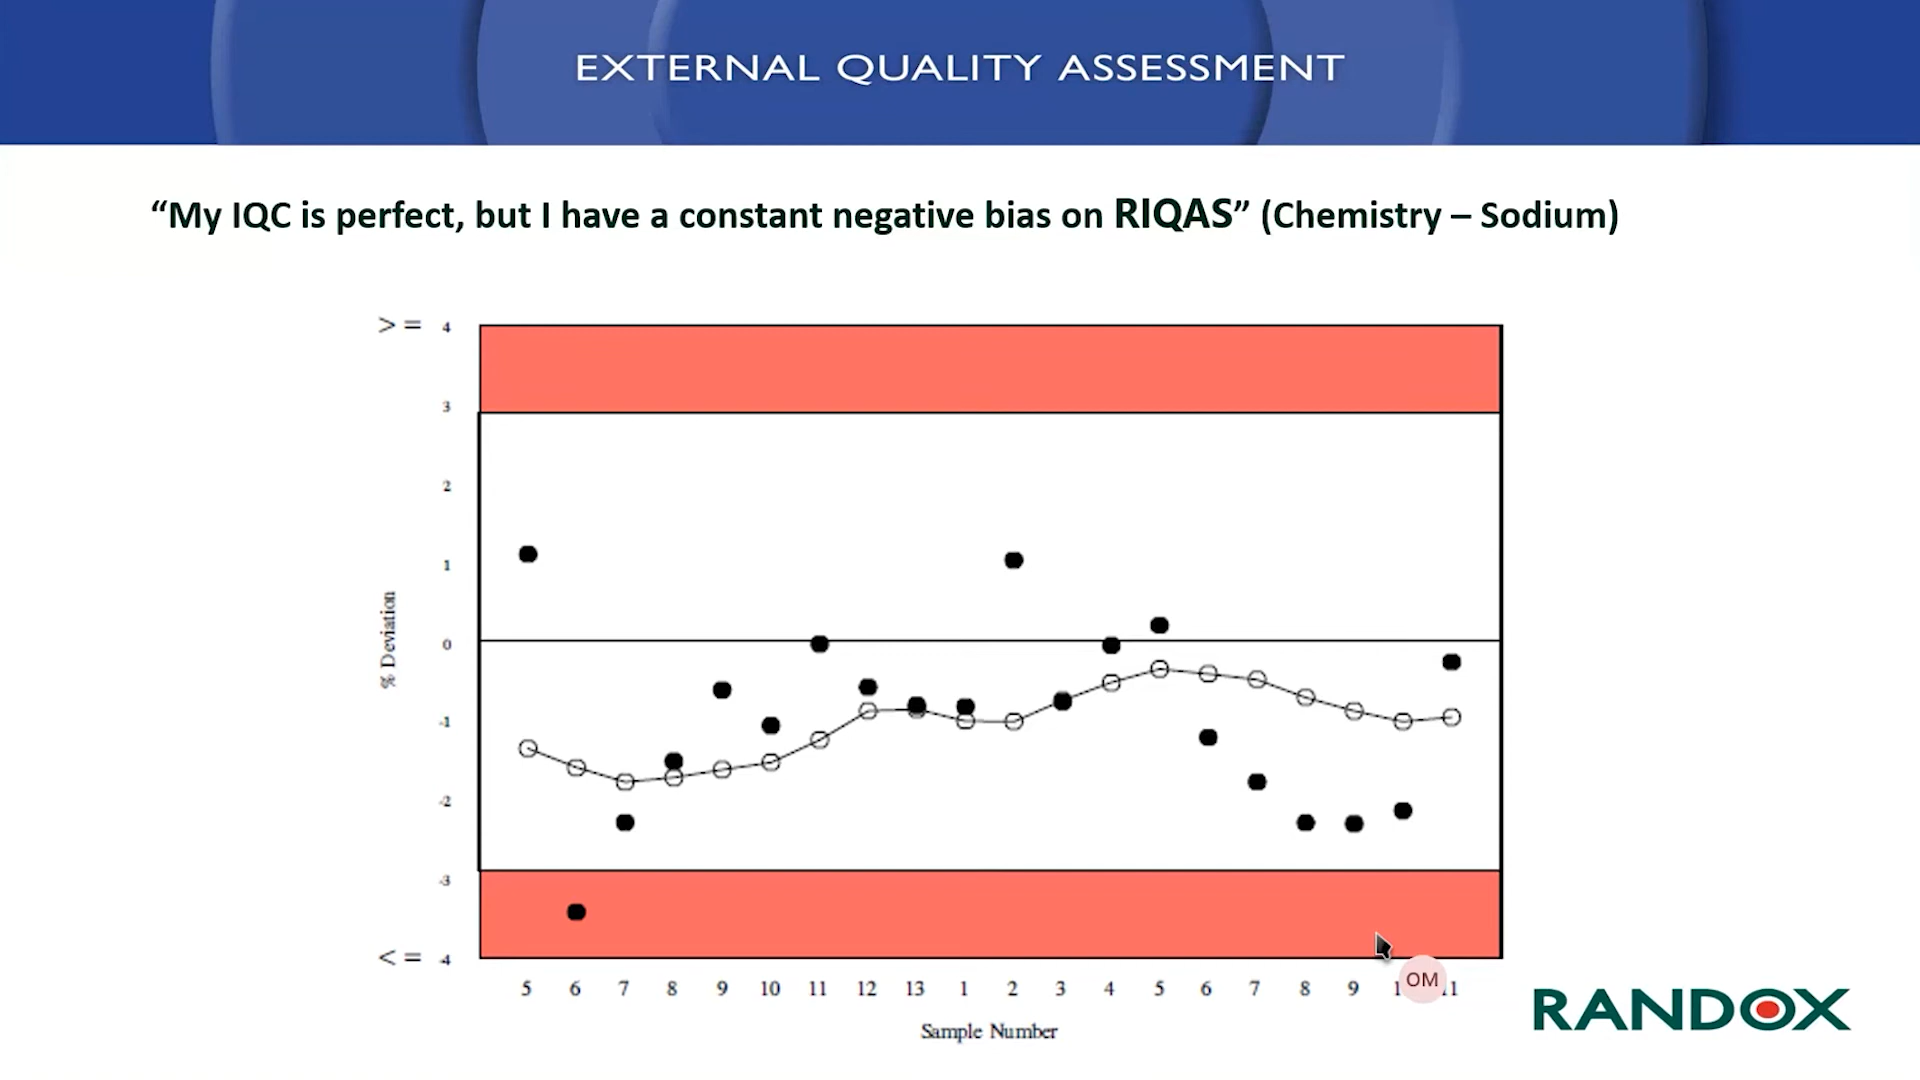 EXTERNAL QUALITY ASSESSMENT
“My IQC is perfect, but I have a constant negative bias on RIQAS” (Chemistry – Sodium)
> = 4
3
2
1
0
-1
-2
-3
< = -4
% Deviation
5 6 7 8 9 10 11 12 13 1 2 3 4 5 6 7 8 9 11
OM
Sample Number
RANDOX